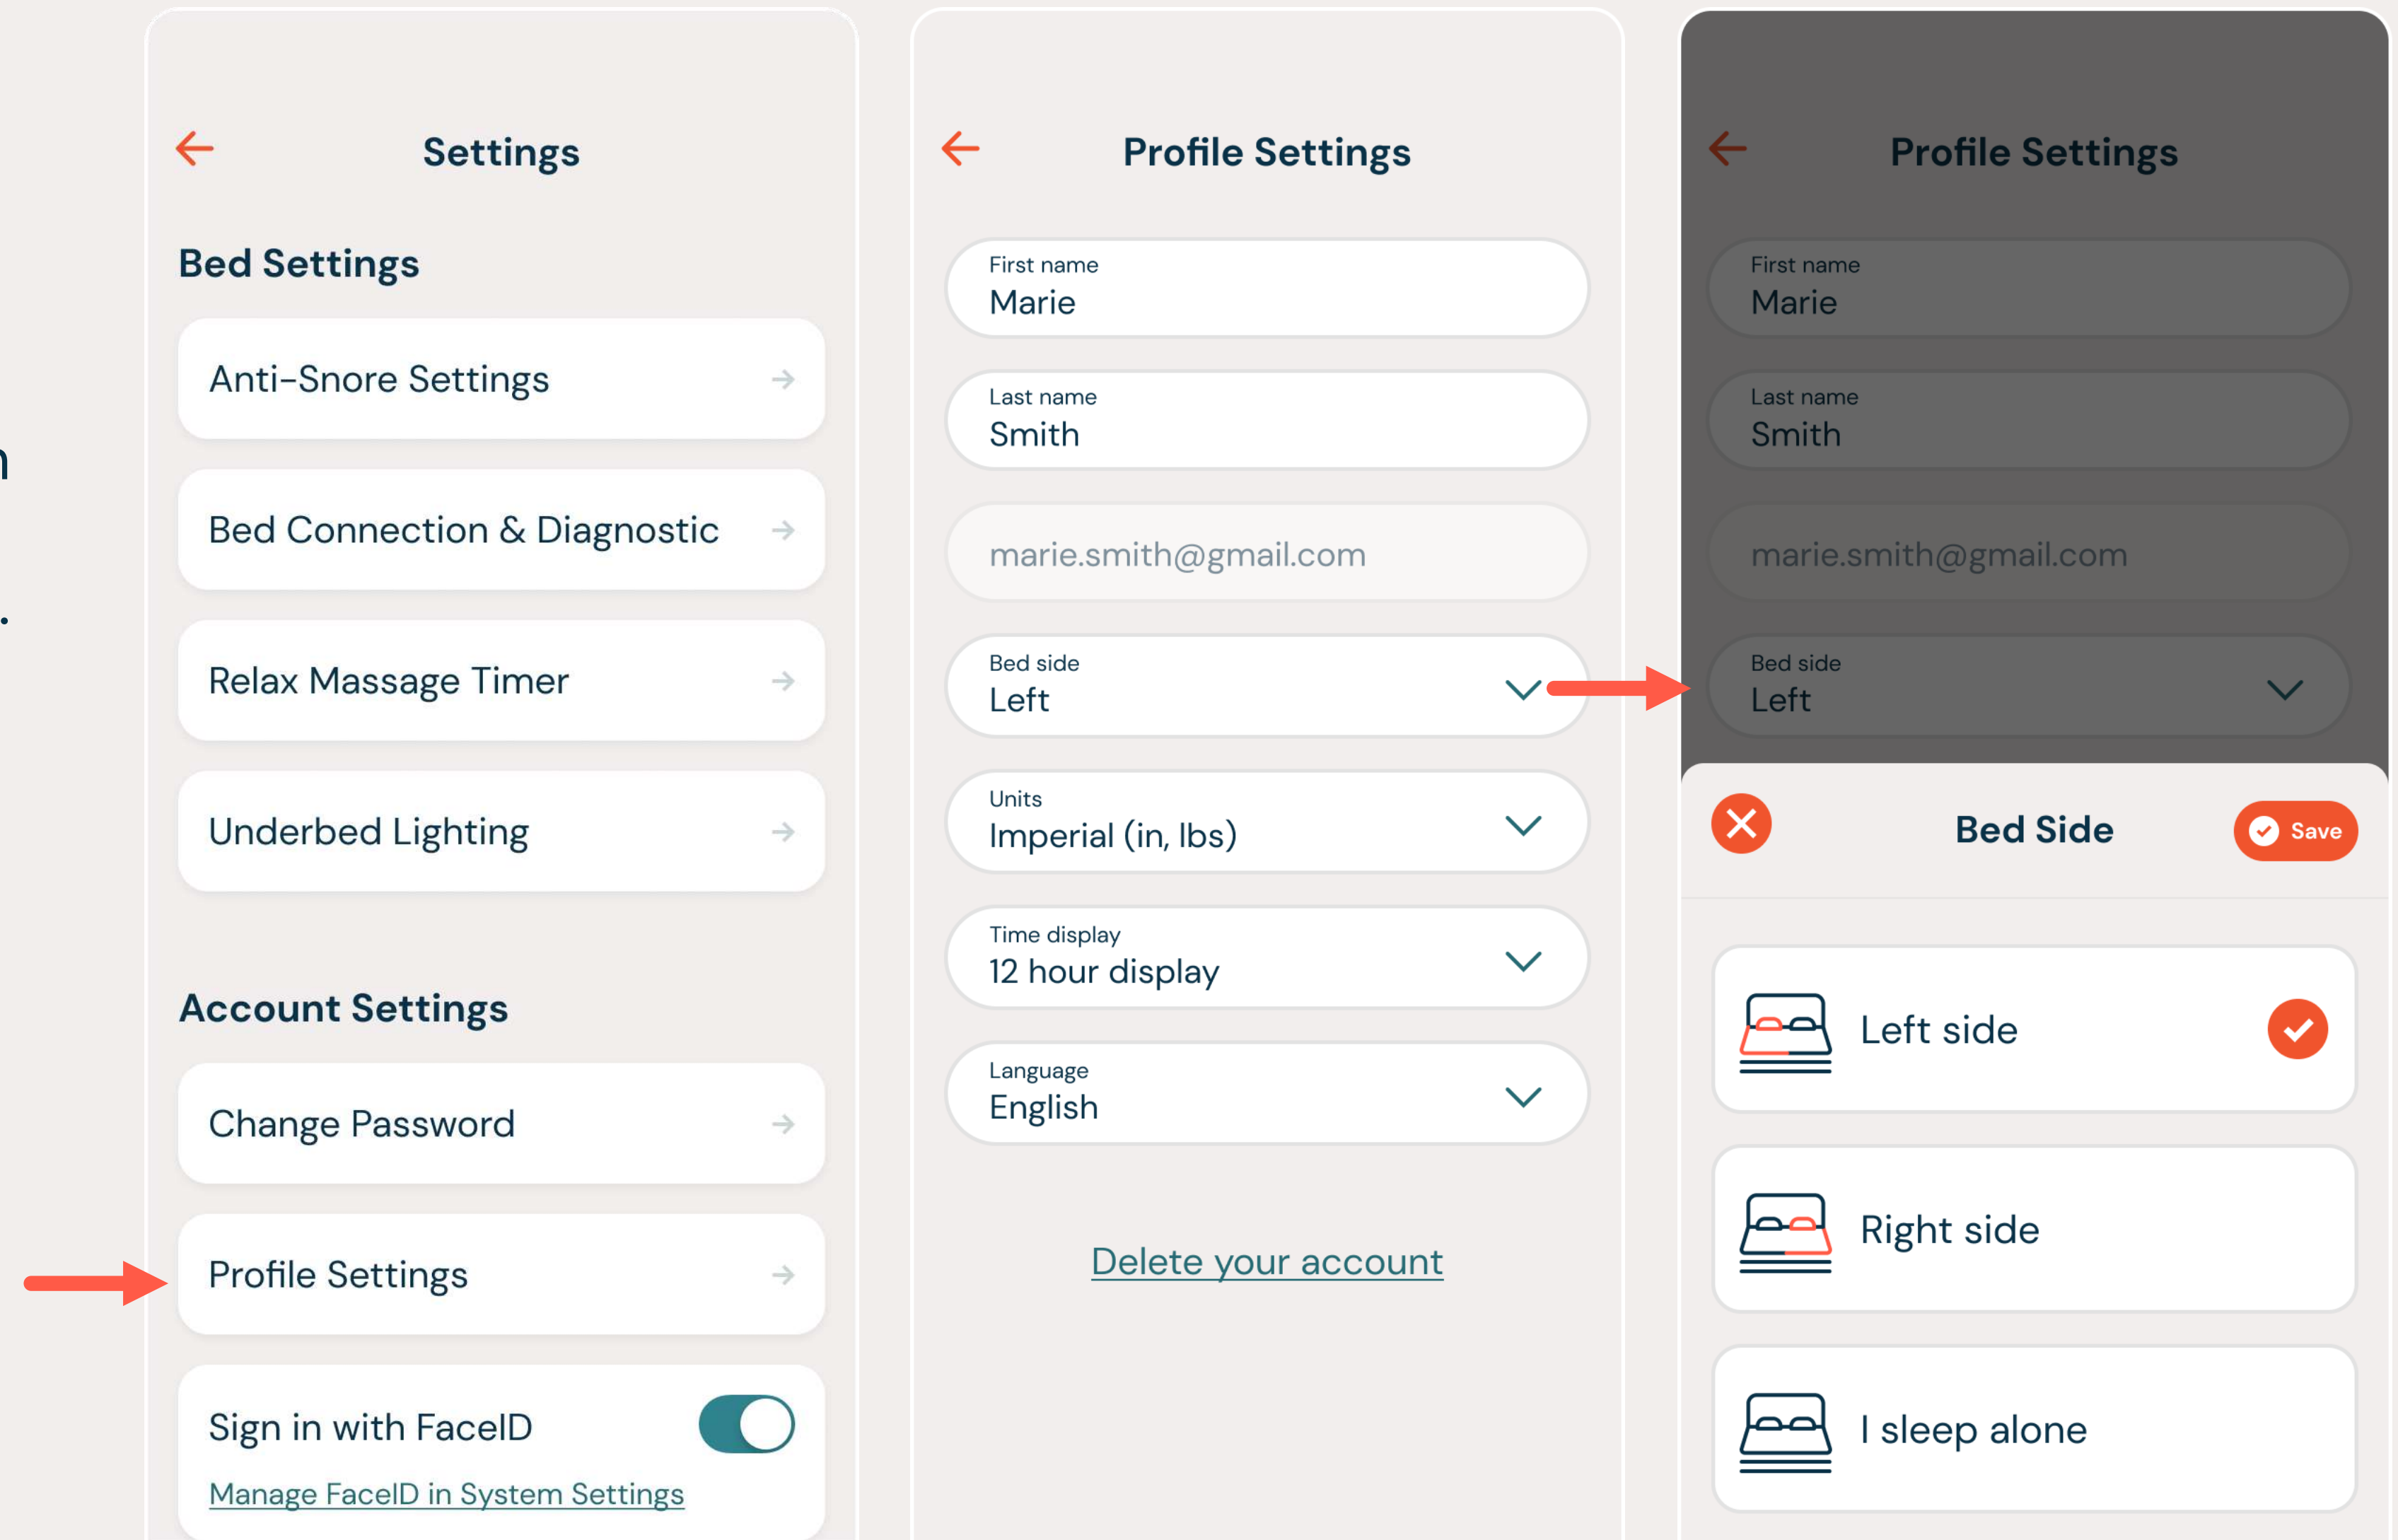 Settings
Bed Settings
Anti-Snore Settings
Bed Connection & Diagnostic
Relax Massage Timer
Underbed Lighting
Account Settings
Change Password
Profile Settings
Sign in with FaceID
Manage FaceID in System Settings
Profile Settings
First name
Marie
Last name
Smith
marie.smith@gmail.com
Bed side
Left
Units
Imperial (in, lbs)
Time display
12 hour display
Language
English
Delete your account
Profile Settings
First name
Marie
Last name
Smith
marie.smith@gmail.com
Bed side
Left
Bed Side
Save
Left side
Right side
I sleep alone